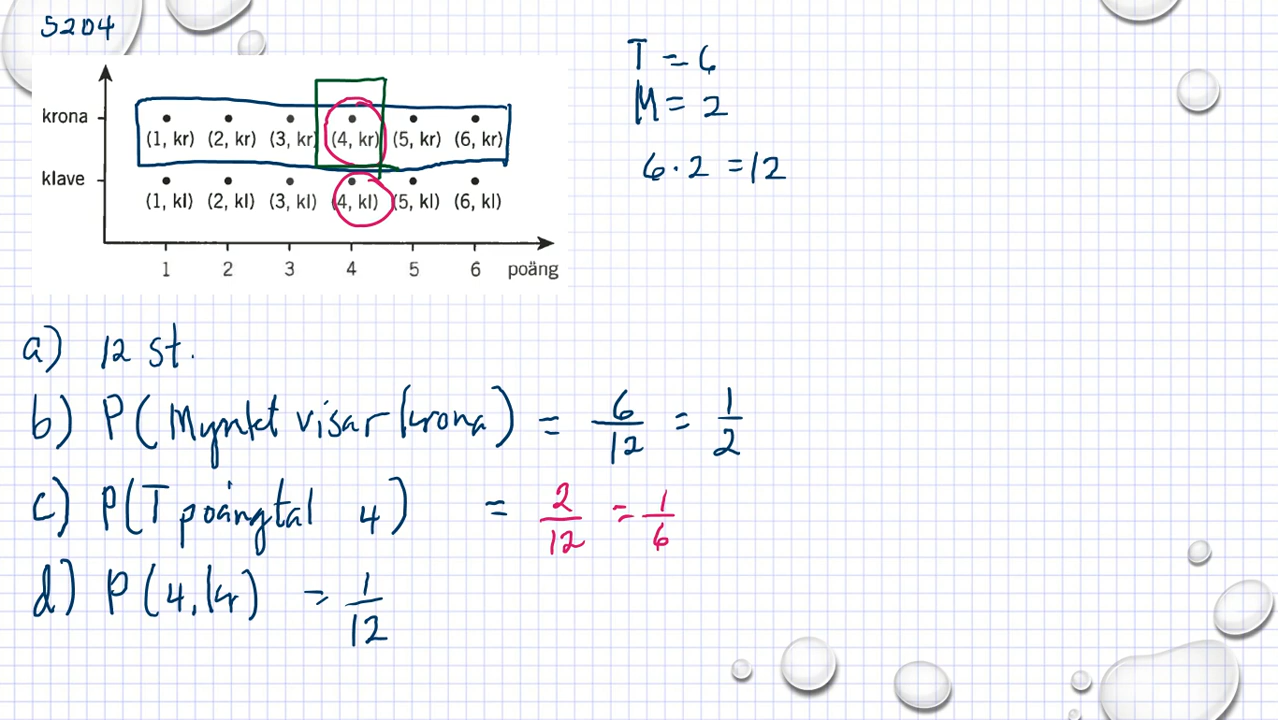 5204
krona
(1, kr) (2, kr) (3, kr) (4, kr) (5, kr) (6, kr)
klave
(1, kl) (2, kl) (3, kl) (4, kl) (5, kl) (6, kl)
1 2 3 4 5 6 poäng
T = 6
M = 2
6 · 2 = 12
a) 12 st.
b) P(Mynkt visar krona) = 6/12 = 1/2
c) P(T poängtal 4) = 2/12 = 1/6
d) P(4, kr) = 1/12